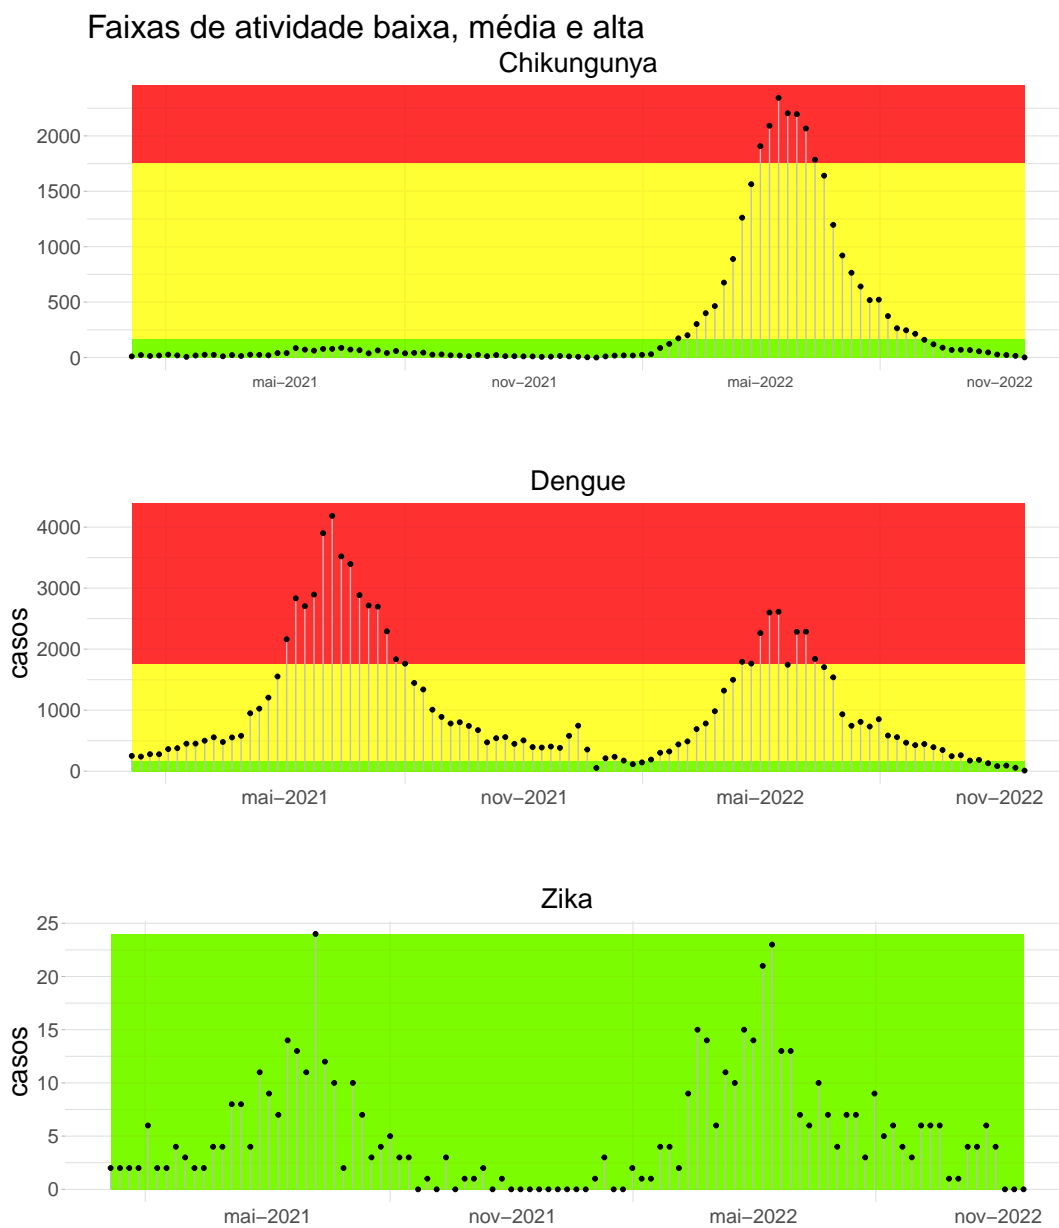 Faixas de atividade baixa, média e alta
Chikungunya
2000
1500
1000
500
0
mai−2021 nov−2021 mai−2022 nov−2022
Dengue
casos
4000
3000
2000
1000
0
mai−2021 nov−2021 mai−2022 nov−2022
Zika
casos
25
20
15
10
5
0
mai−2021 nov−2021 mai−2022 nov−2022